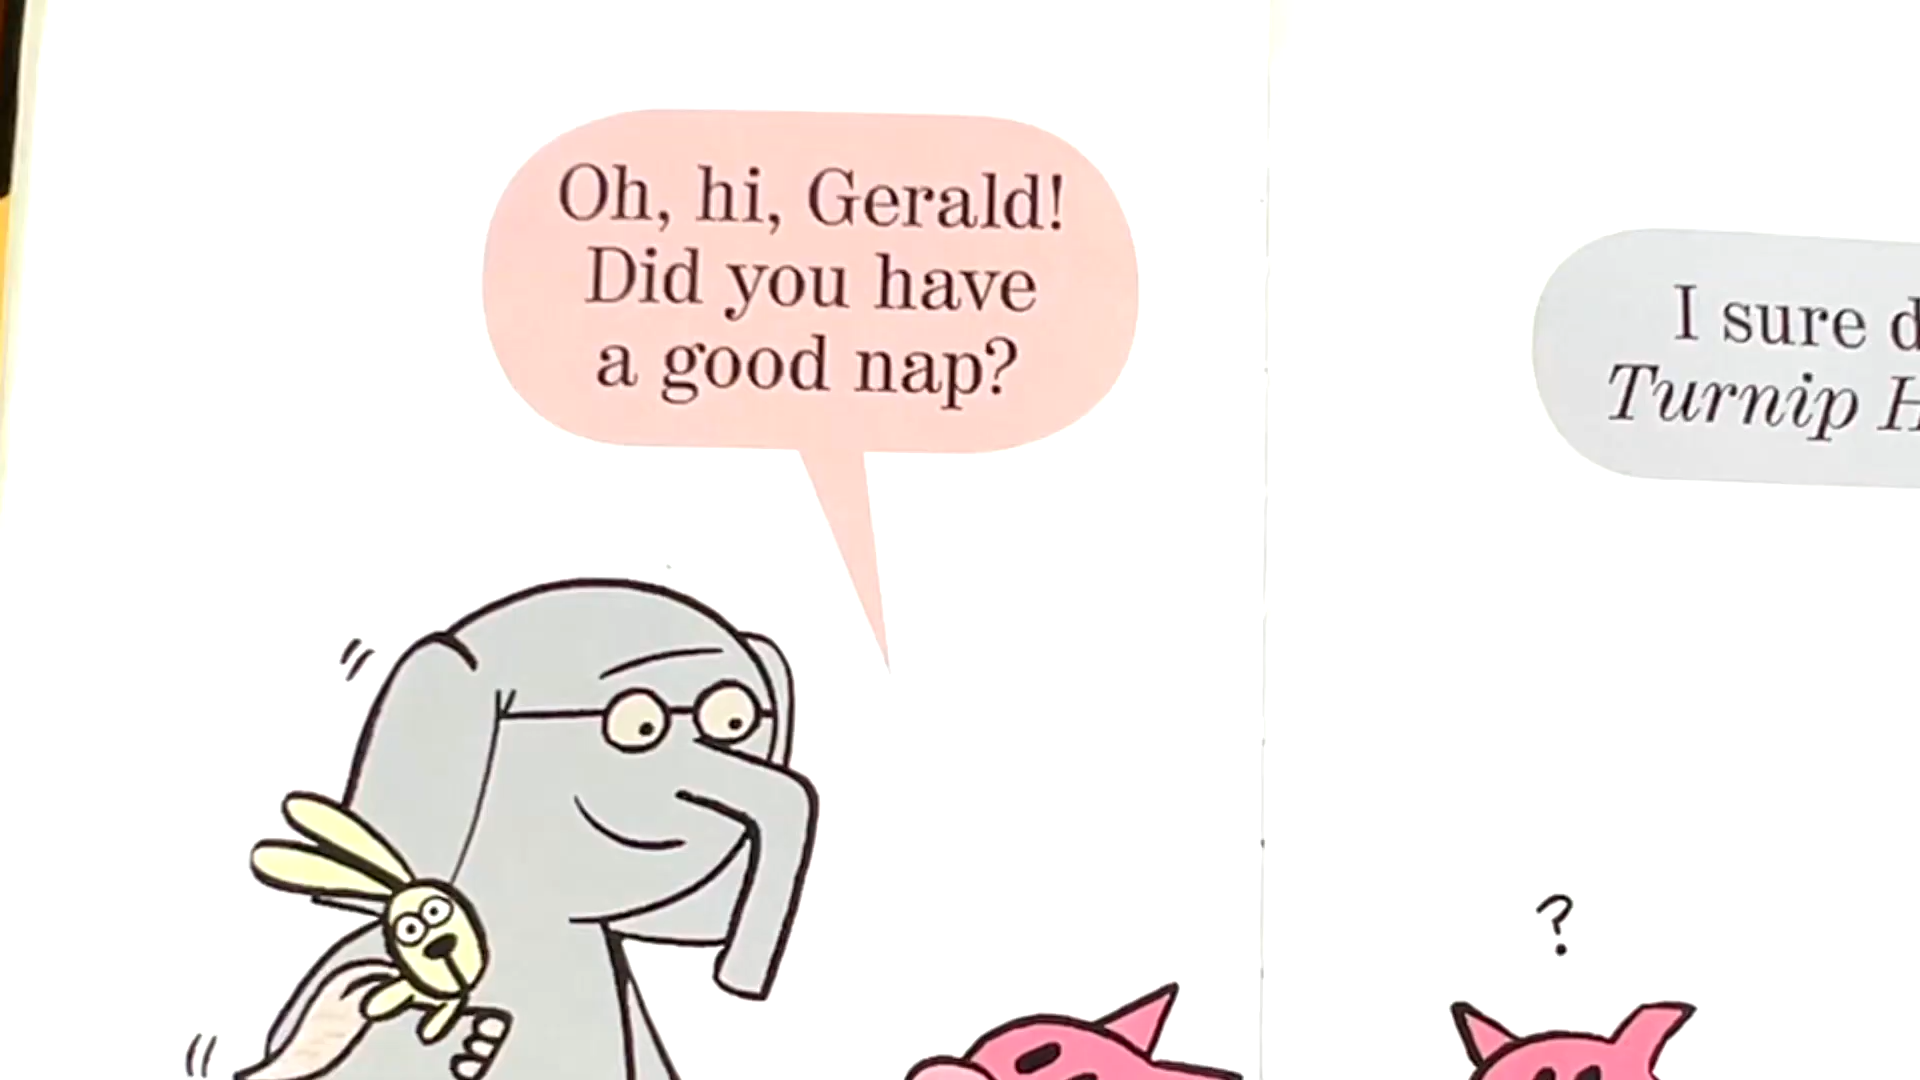 Oh, hi, Gerald!
Did you have
a good nap?
I sure d
Turnip H
?